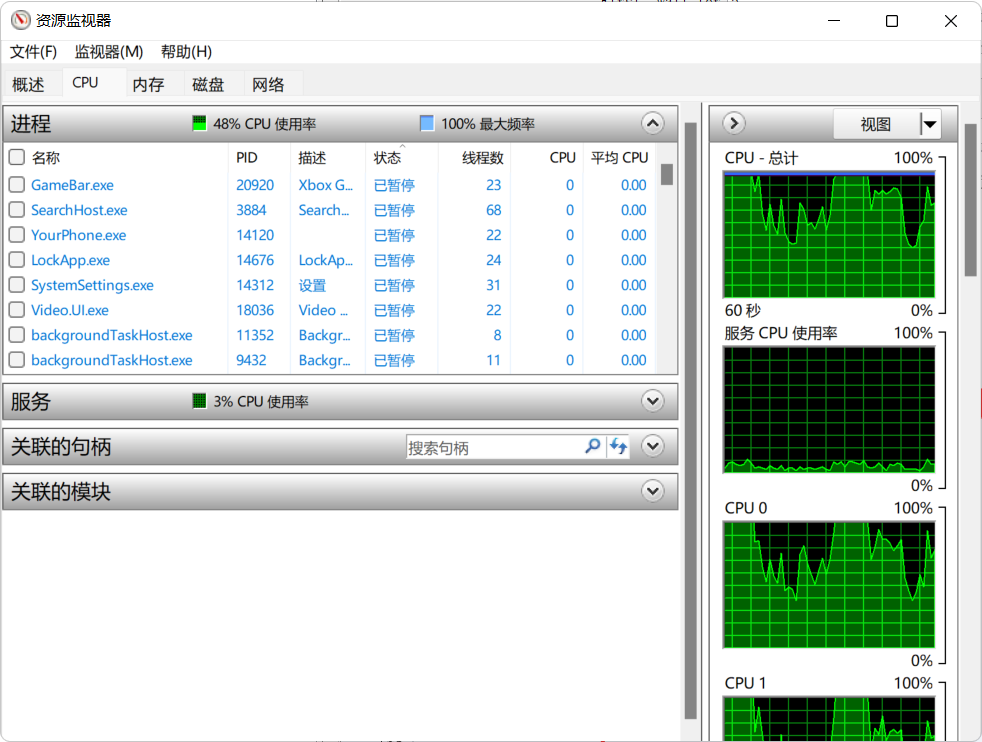 资源监视器
文件(F) 监视器(M) 帮助(H)
概述 CPU 内存 磁盘 网络
进程 48% CPU 使用率 100% 最大频率
名称 PID 描述 状态 线程数 CPU 平均 CPU
GameBar.exe 20920 Xbox G... 已暂停 23 0 0.00
SearchHost.exe 3884 Search... 已暂停 68 0 0.00
YourPhone.exe 14120 已暂停 22 0 0.00
LockApp.exe 14676 LockAp... 已暂停 24 0 0.00
SystemSettings.exe 14312 设置 已暂停 31 0 0.00
Video.UI.exe 18036 Video ... 已暂停 22 0 0.00
backgroundTaskHost.exe 11352 Backgr... 已暂停 8 0 0.00
backgroundTaskHost.exe 9432 Backgr... 已暂停 11 0 0.00
服务 3% CPU 使用率
关联的句柄 搜索句柄
关联的模块
视图
CPU - 总计 100%
60 秒 0%
服务 CPU 使用率 100%
0%
CPU 0 100%
0%
CPU 1 100%